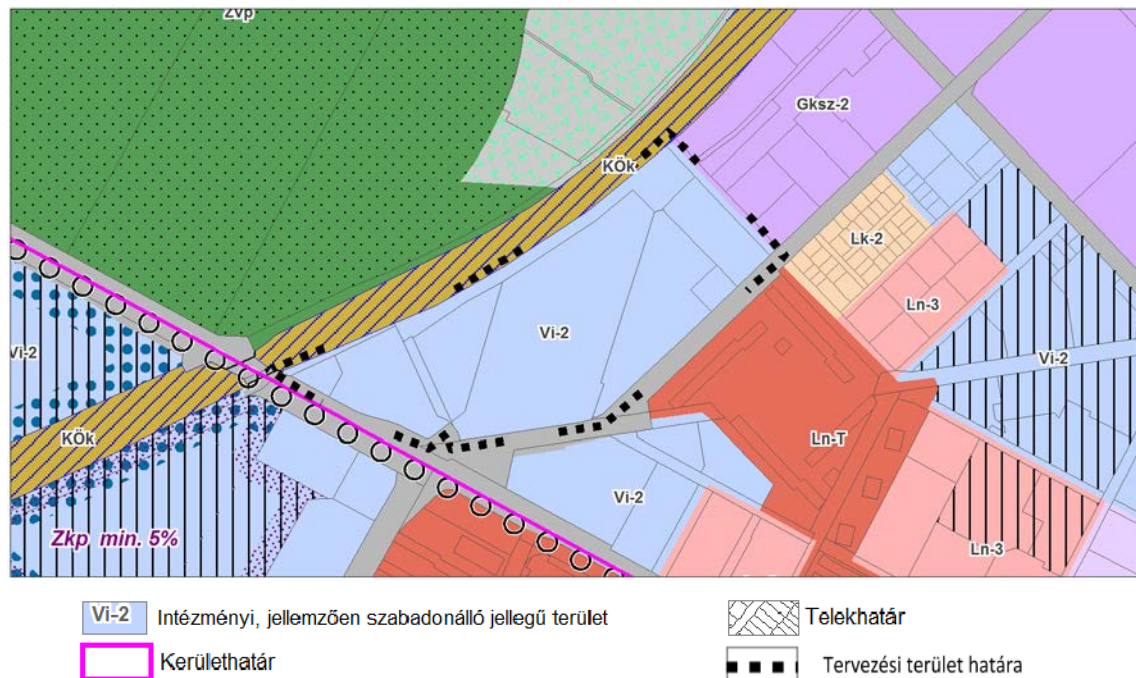 Zvp
Gksz-2
KÖk
Lk-2
Ln-3
Vi-2
Vi-2
Vi-2
KÖk
Ln-T
Vi-2
Zkp min. 5%
Ln-3
Vi-2 Intézményi, jellemzően szabadonálló jellegű terület
Telekhatár
Kerülethatár
Tervezési terület határa